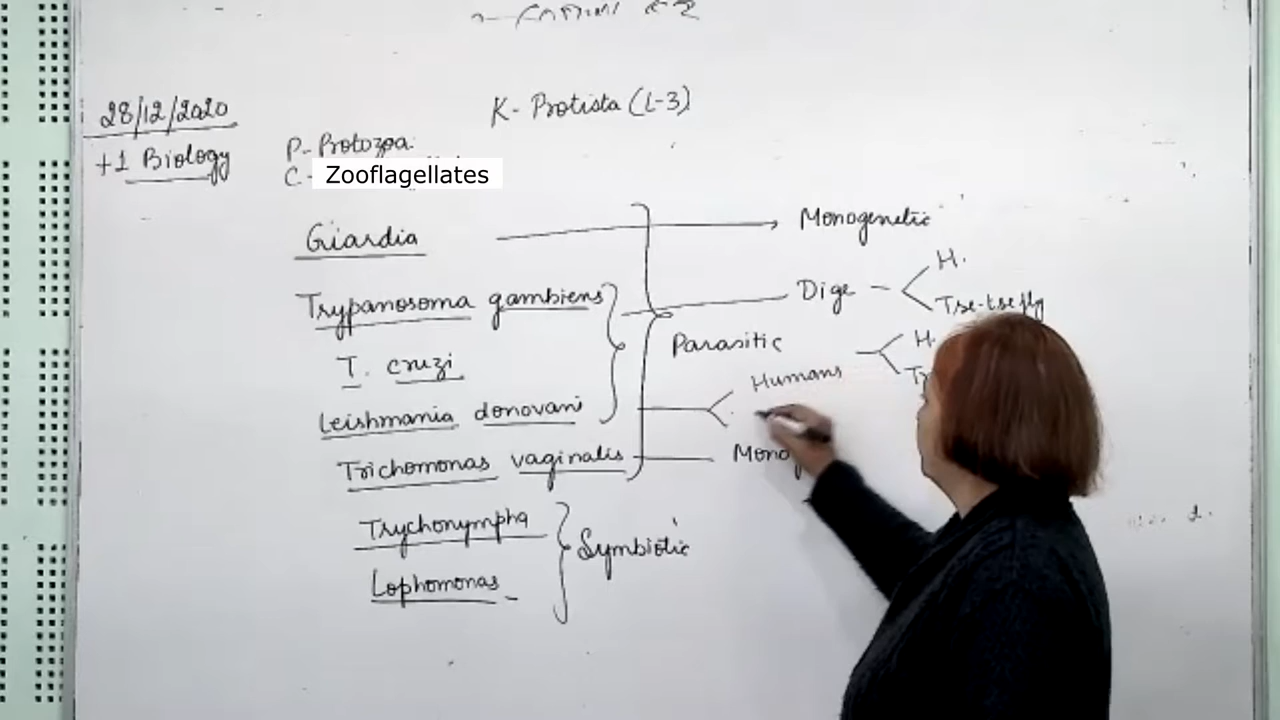 28/12/2020
+1 Biology
K- Protista (L-3)
P- Protozoa
C- Zooflagellates
Giardia
Monogenetic
Trypanosoma gambiens
Dige
H.
Tse-tse fly
T. cruzi
Parasitic
H.
Leishmania donovani
Humans
Trichomonas vaginalis
Mono
Trychonympha
Symbiotic
Lophomonas